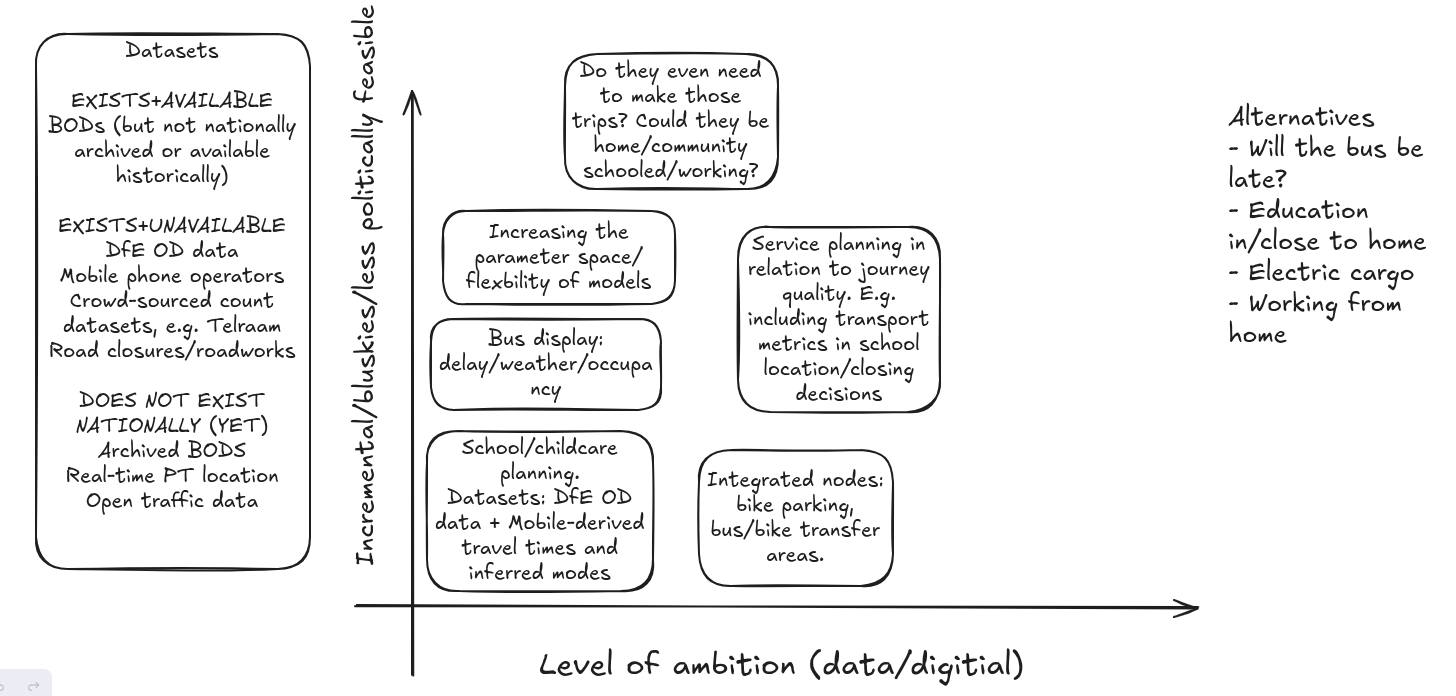 Datasets
EXISTS+AVAILABLE
BODs (but not nationally
archived or available
historically)
EXISTS+UNAVAILABLE
DfE OD data
Mobile phone operators
Crowd-sourced count
datasets, e.g. Telraam
Road closures/roadworks
DOES NOT EXIST
NATIONALLY (YET)
Archived BODS
Real-time PT location
Open traffic data
Incremental/bluskies/less politically feasible
Do they even need
to make those
trips? Could they be
home/community
schooled/working?
Increasing the
parameter space/
flexbility of models
Service planning in
relation to journey
quality. E.g.
including transport
metrics in school
location/closing
decisions
Bus display:
delay/weather/occupa
ncy
School/childcare
planning.
Datasets: DfE OD
data + Mobile-derived
travel times and
inferred modes
Integrated nodes:
bike parking,
bus/bike transfer
areas.
Level of ambition (data/digitial)
Alternatives
- Will the bus be
late?
- Education
in/close to home
- Electric cargo
- Working from
home